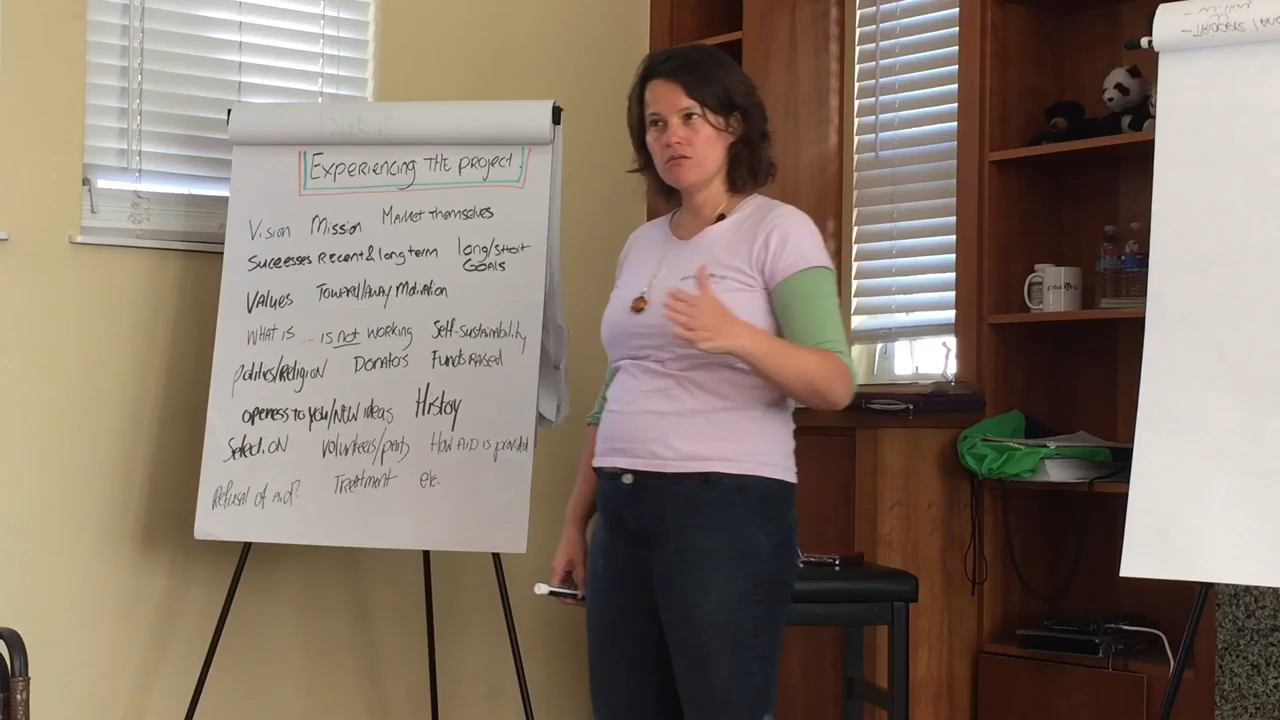 Experiencing THE project.
Vision Mission Market themselves
Successes Recent & long term long/short GOALS
Values Toward/Away Motivation
WHAT IS ... is not working Self-sustainability
politics/Religion Donators Funds RAISED
openess to you/NEW ideas History
Selection volunteers/peeps How AID is provided
Refusal of aid? Treatment etc.
global